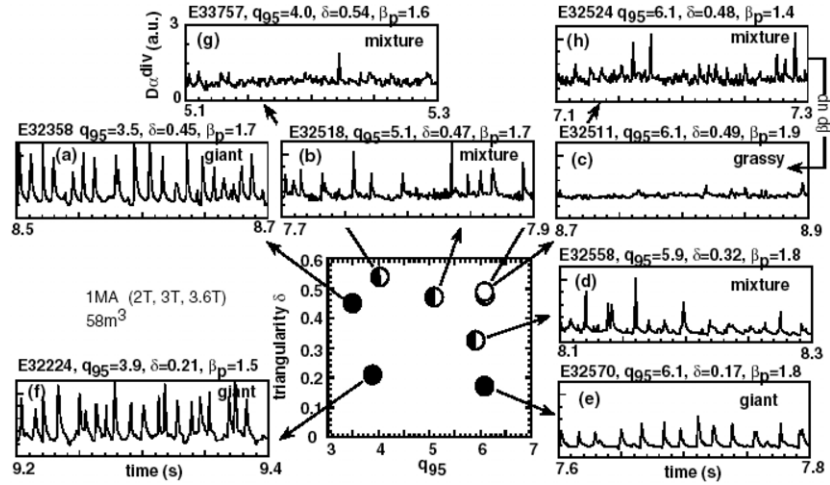 E33757, q95=4.0, δ=0.54, βp=1.6
E32524 q95=6.1, δ=0.48, βp=1.4
3
(g)
mixture
(h)
mixture
Dαdiv (a.u.)
0
5.1
5.3
7.1
7.3
βp up
E32358 q95=3.5, δ=0.45, βp=1.7
E32518, q95=5.1, δ=0.47, βp=1.7
E32511, q95=6.1, δ=0.49, βp=1.9
(a)
giant
(b)
mixture
(c)
grassy
8.5
8.7
7.7
7.9
8.7
8.9
E32558, q95=5.9, δ=0.32, βp=1.8
(d)
mixture
8.1
8.3
1MA (2T, 3T, 3.6T)
58m3
triangularity δ
0.6
0.5
0.4
0.3
0.2
0.1
0
3
4
5
6
7
q95
E32224, q95=3.9, δ=0.21, βp=1.5
(f)
giant
9.2
time (s)
9.4
E32570, q95=6.1, δ=0.17, βp=1.8
(e)
giant
7.6
time (s)
7.8